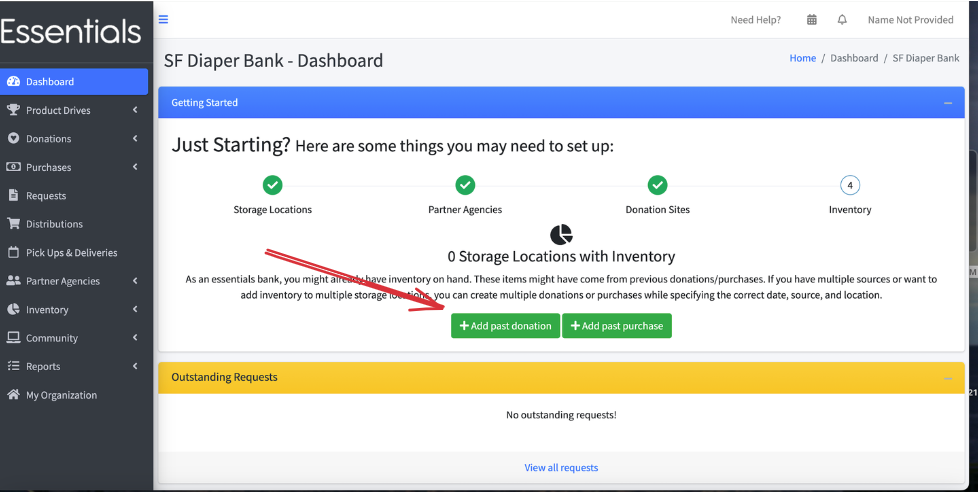 Essentials
Need Help?
Name Not Provided
SF Diaper Bank - Dashboard
Home / Dashboard / SF Diaper Bank
Dashboard
Product Drives
Donations
Purchases
Requests
Distributions
Pick Ups & Deliveries
Partner Agencies
Inventory
Community
Reports
My Organization
Getting Started
Just Starting? Here are some things you may need to set up:
4
Storage Locations
Partner Agencies
Donation Sites
Inventory
0 Storage Locations with Inventory
As an essentials bank, you might already have inventory on hand. These items might have come from previous donations/purchases. If you have multiple sources or want to
add inventory to multiple storage locations, you can create multiple donations or purchases while specifying the correct date, source, and location.
+ Add past donation
+ Add past purchase
Outstanding Requests
No outstanding requests!
View all requests
M
21